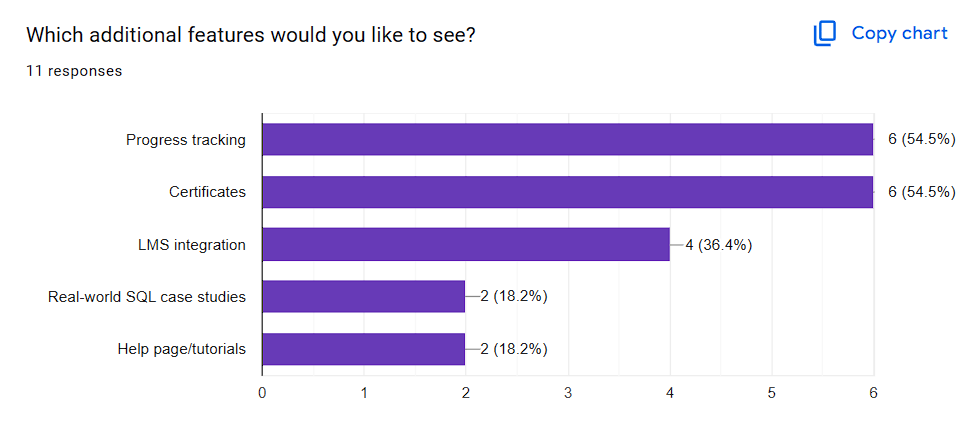 Which additional features would you like to see?
Copy chart
11 responses
Progress tracking
6 (54.5%)
Certificates
6 (54.5%)
LMS integration
4 (36.4%)
Real-world SQL case studies
2 (18.2%)
Help page/tutorials
2 (18.2%)
0 1 2 3 4 5 6